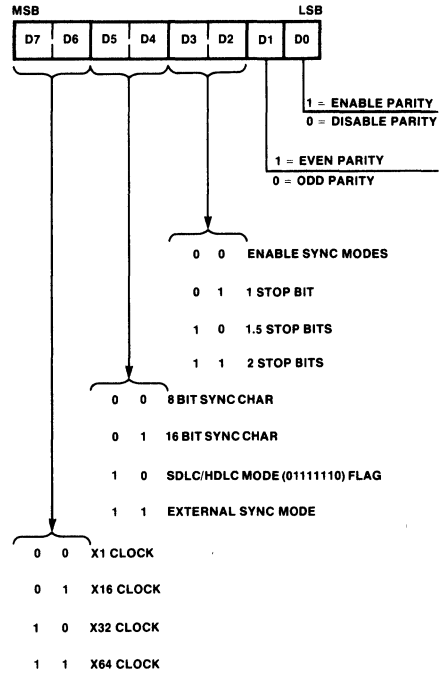 MSB LSB
D7 D6 D5 D4 D3 D2 D1 D0
1 = ENABLE PARITY
0 = DISABLE PARITY
1 = EVEN PARITY
0 = ODD PARITY
0 0 ENABLE SYNC MODES
0 1 1 STOP BIT
1 0 1.5 STOP BITS
1 1 2 STOP BITS
0 0 8 BIT SYNC CHAR
0 1 16 BIT SYNC CHAR
1 0 SDLC/HDLC MODE (01111110) FLAG
1 1 EXTERNAL SYNC MODE
0 0 X1 CLOCK
0 1 X16 CLOCK
1 0 X32 CLOCK
1 1 X64 CLOCK